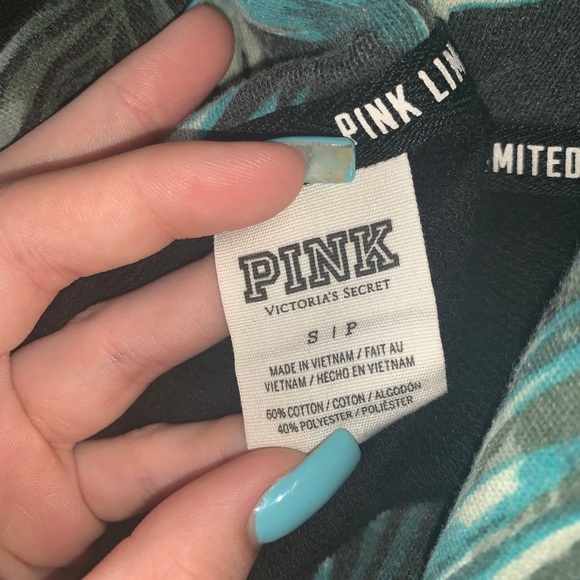 PINK LIM
MITED
PINK
VICTORIA'S SECRET
S | P
MADE IN VIETNAM / FAIT AU
VIETNAM / HECHO EN VIETNAM
60% COTTON / COTON / ALGODÓN
40% POLYESTER / POLIÉSTER